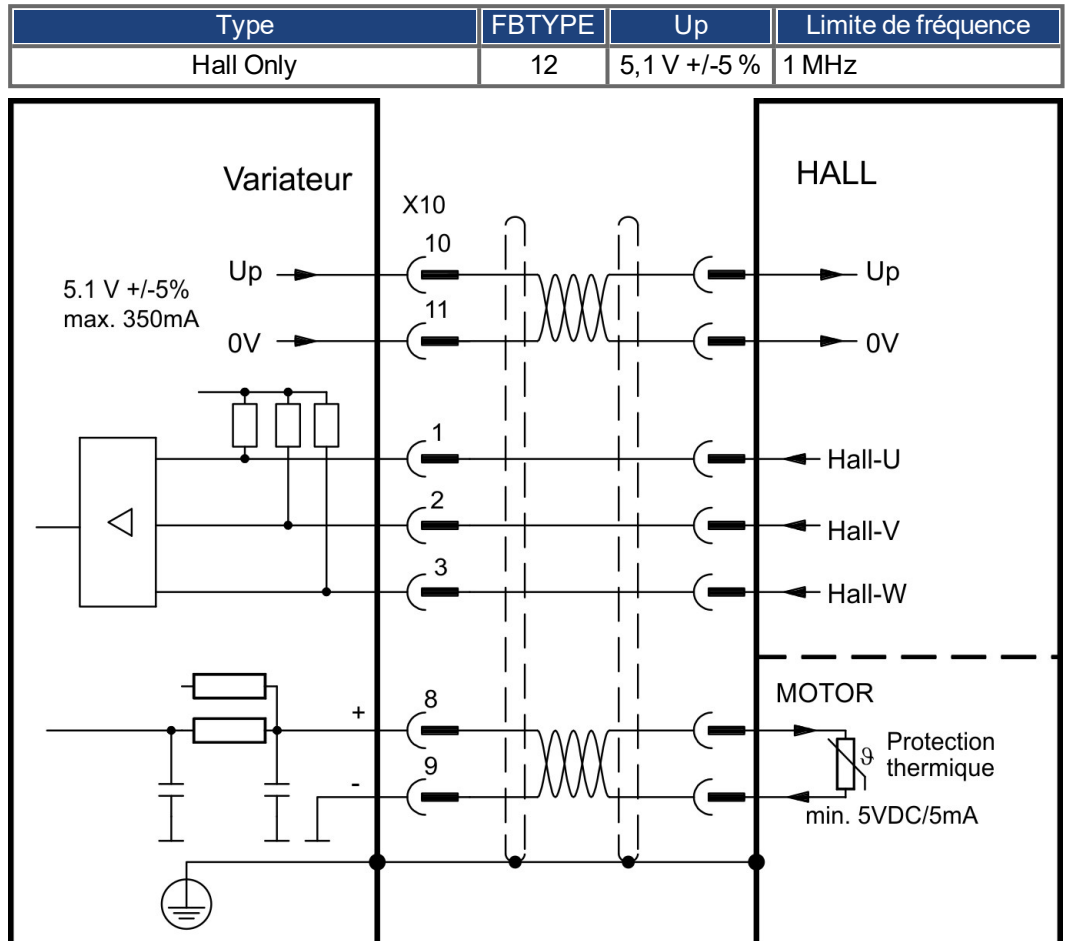 Type FBTYPE Up Limite de fréquence
Hall Only 12 5,1 V +/-5 % 1 MHz
Variateur
HALL
X10
10
Up
Up
5.1 V +/-5%
max. 350mA
11
0V
0V
1
Hall-U
2
Hall-V
3
Hall-W
MOTOR
8
+
Protection
thermique
ϑ
9
-
min. 5VDC/5mA